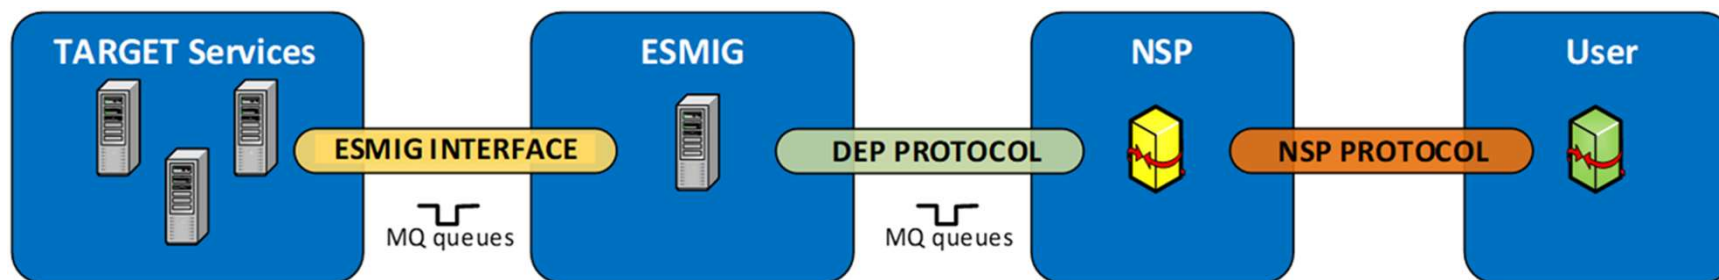 TARGET Services
ESMIG
NSP
User
ESMIG INTERFACE
DEP PROTOCOL
NSP PROTOCOL
MQ queues
MQ queues